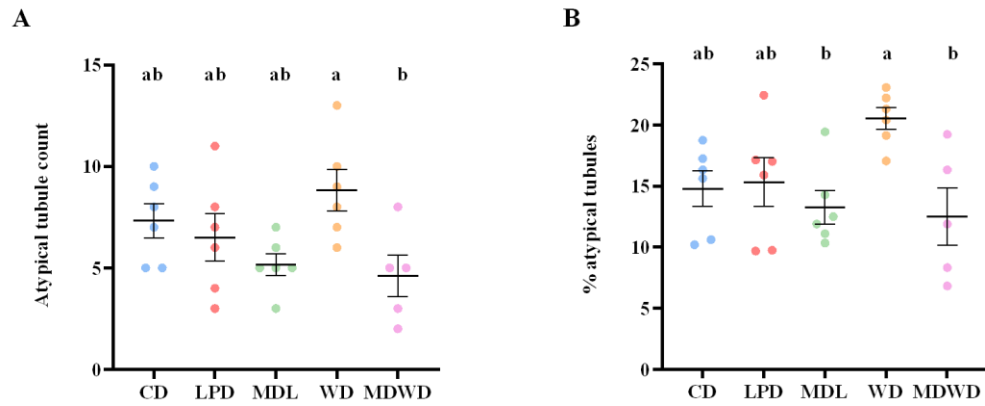 A
ab ab ab a b
Atypical tubule count
15
10
5
0
CD LPD MDL WD MDWD
B
ab ab b a b
% atypical tubules
25
20
15
10
5
0
CD LPD MDL WD MDWD